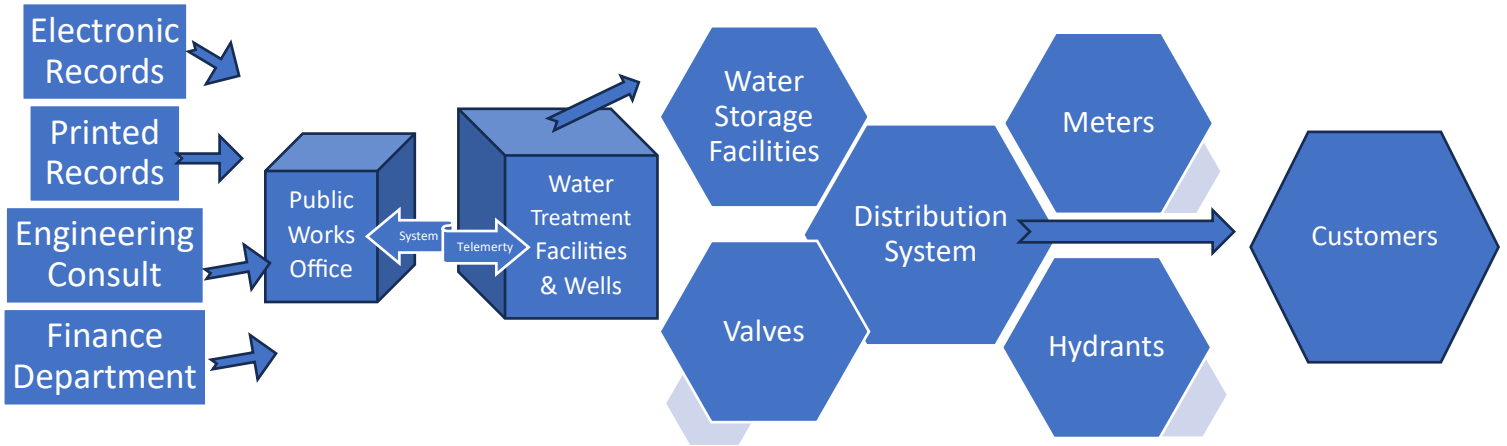 Electronic
Records
Printed
Records
Engineering
Consult
Finance
Department
Public
Works
Office
System
Telemerty
Water
Treatment
Facilities
& Wells
Water
Storage
Facilities
Valves
Distribution
System
Meters
Hydrants
Customers